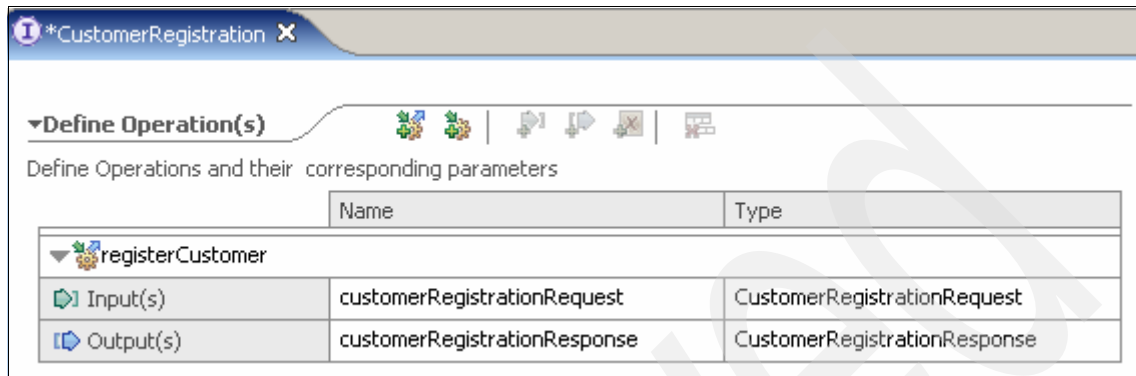 *CustomerRegistration
Define Operation(s)
Define Operations and their corresponding parameters
Name Type
registerCustomer
Input(s) customerRegistrationRequest CustomerRegistrationRequest
Output(s) customerRegistrationResponse CustomerRegistrationResponse